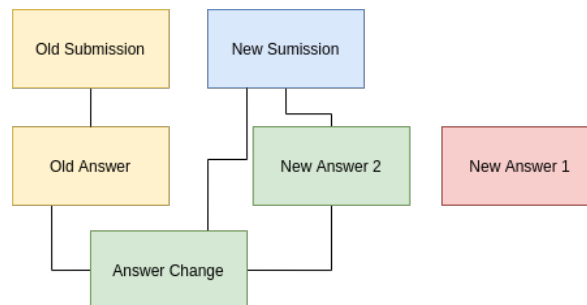 Old Submission
New Sumission
Old Answer
New Answer 2
New Answer 1
Answer Change